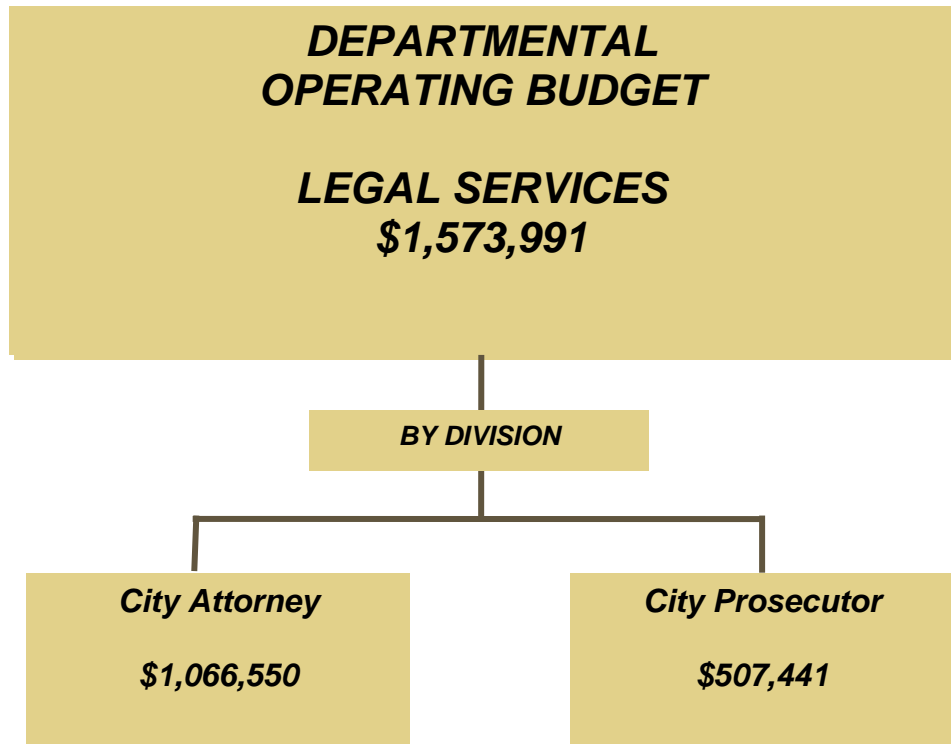 DEPARTMENTAL
OPERATING BUDGET
LEGAL SERVICES
$1,573,991
BY DIVISION
City Attorney
$1,066,550
City Prosecutor
$507,441